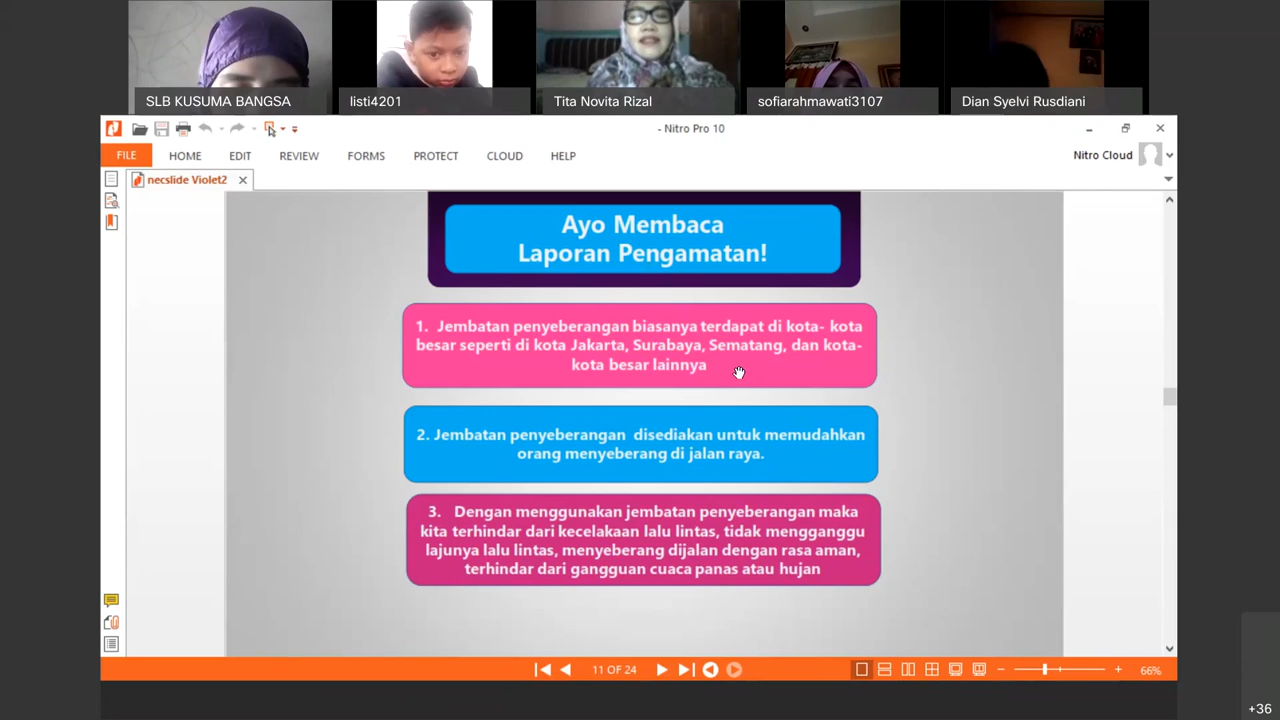 SLB KUSUMA BANGSA
listi4201
Tita Novita Rizal
sofiarahmawati3107
Dian Syelvi Rusdiani
- Nitro Pro 10
FILE
HOME
EDIT
REVIEW
FORMS
PROTECT
CLOUD
HELP
Nitro Cloud
necslide Violet2
Ayo Membaca
Laporan Pengamatan!
1. Jembatan penyeberangan biasanya terdapat di kota- kota
besar seperti di kota Jakarta, Surabaya, Sematang, dan kota-
kota besar lainnya
2. Jembatan penyeberangan disediakan untuk memudahkan
orang menyeberang di jalan raya.
3. Dengan menggunakan jembatan penyeberangan maka
kita terhindar dari kecelakaan lalu lintas, tidak mengganggu
lajunya lalu lintas, menyeberang dijalan dengan rasa aman,
terhindar dari gangguan cuaca panas atau hujan
11 OF 24
66%
+36